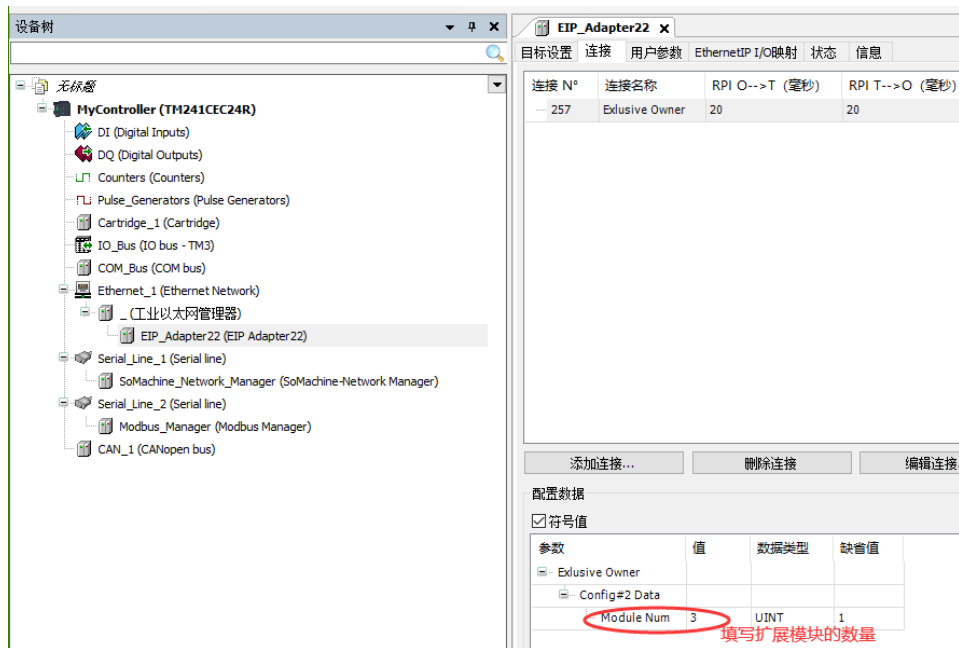 设备树
无标题
MyController (TM241CEC24R)
DI (Digital Inputs)
DQ (Digital Outputs)
Counters (Counters)
Pulse_Generators (Pulse Generators)
Cartridge_1 (Cartridge)
IO_Bus (IO bus - TM3)
COM_Bus (COM bus)
Ethernet_1 (Ethernet Network)
_ (工业以太网管理器)
EIP_Adapter22 (EIP Adapter22)
Serial_Line_1 (Serial line)
SoMachine_Network_Manager (SoMachine-Network Manager)
Serial_Line_2 (Serial line)
Modbus_Manager (Modbus Manager)
CAN_1 (CANopen bus)
EIP_Adapter22
目标设置 连接 用户参数 EthernetIP I/O映射 状态 信息
连接 N° 连接名称 RPI O-->T (毫秒) RPI T-->O (毫秒)
257 Exlusive Owner 20 20
添加连接... 删除连接 编辑连接
配置数据
符号值
参数 值 数据类型 缺省值
Exlusive Owner
Config#2 Data
Module Num 3 UINT 1
填写扩展模块的数量